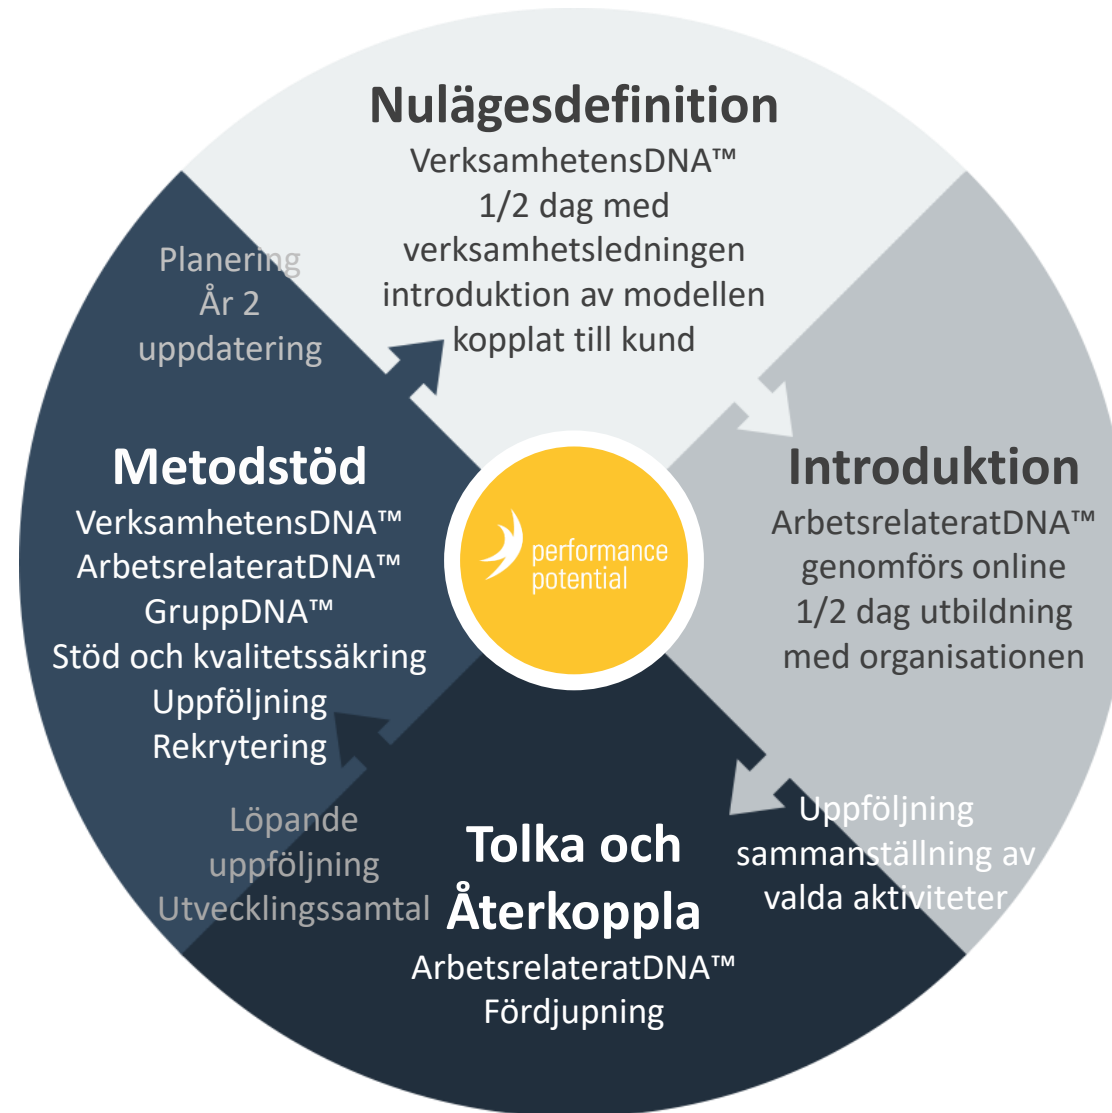 Nulägesdefinition
VerksamhetensDNA™
1/2 dag med
verksamhetsledningen
introduktion av modellen
kopplat till kund
Planering
År 2
uppdatering
Introduktion
ArbetsrelateratDNA™
genomförs online
1/2 dag utbildning
med organisationen
performance
potential
Metodstöd
VerksamhetensDNA™
ArbetsrelateratDNA™
GruppDNA™
Stöd och kvalitetssäkring
Uppföljning
Rekrytering
Uppföljning
sammanställning av
valda aktiviteter
Tolka och
Återkoppla
ArbetsrelateratDNA™
Fördjupning
Löpande
uppföljning
Utvecklingssamtal